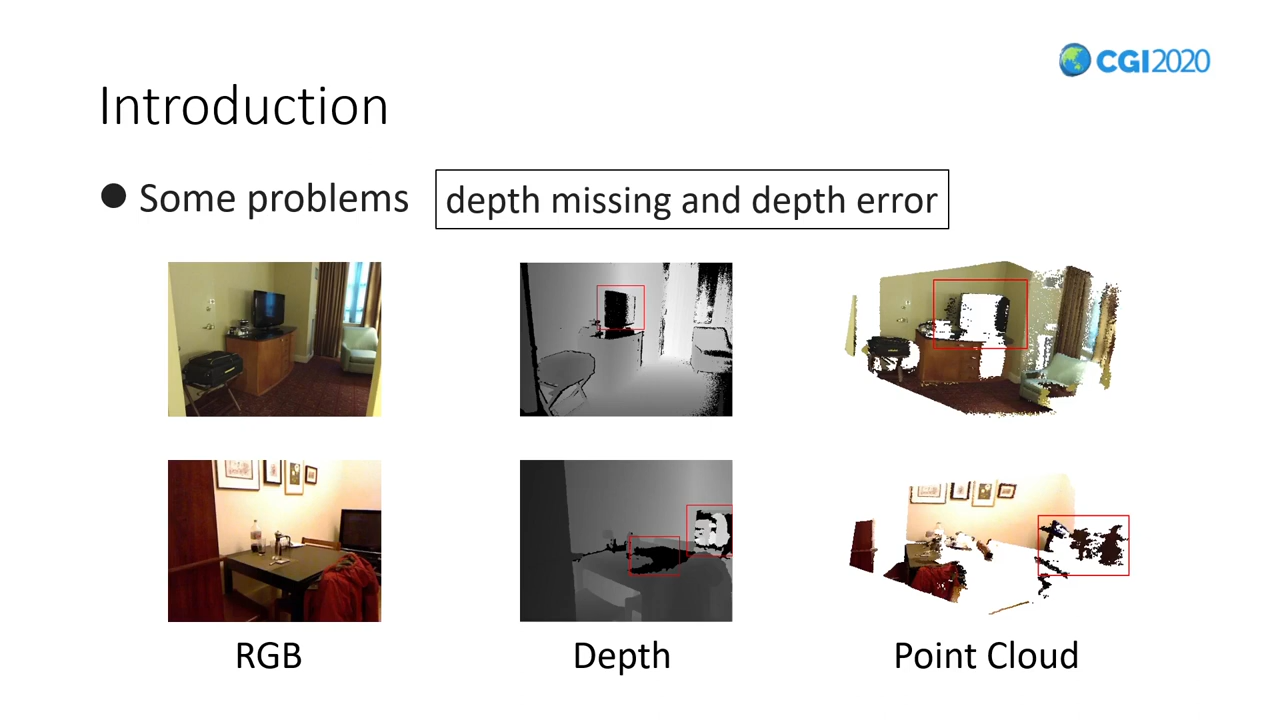 CGI2020
Introduction
● Some problems depth missing and depth error
RGB Depth Point Cloud